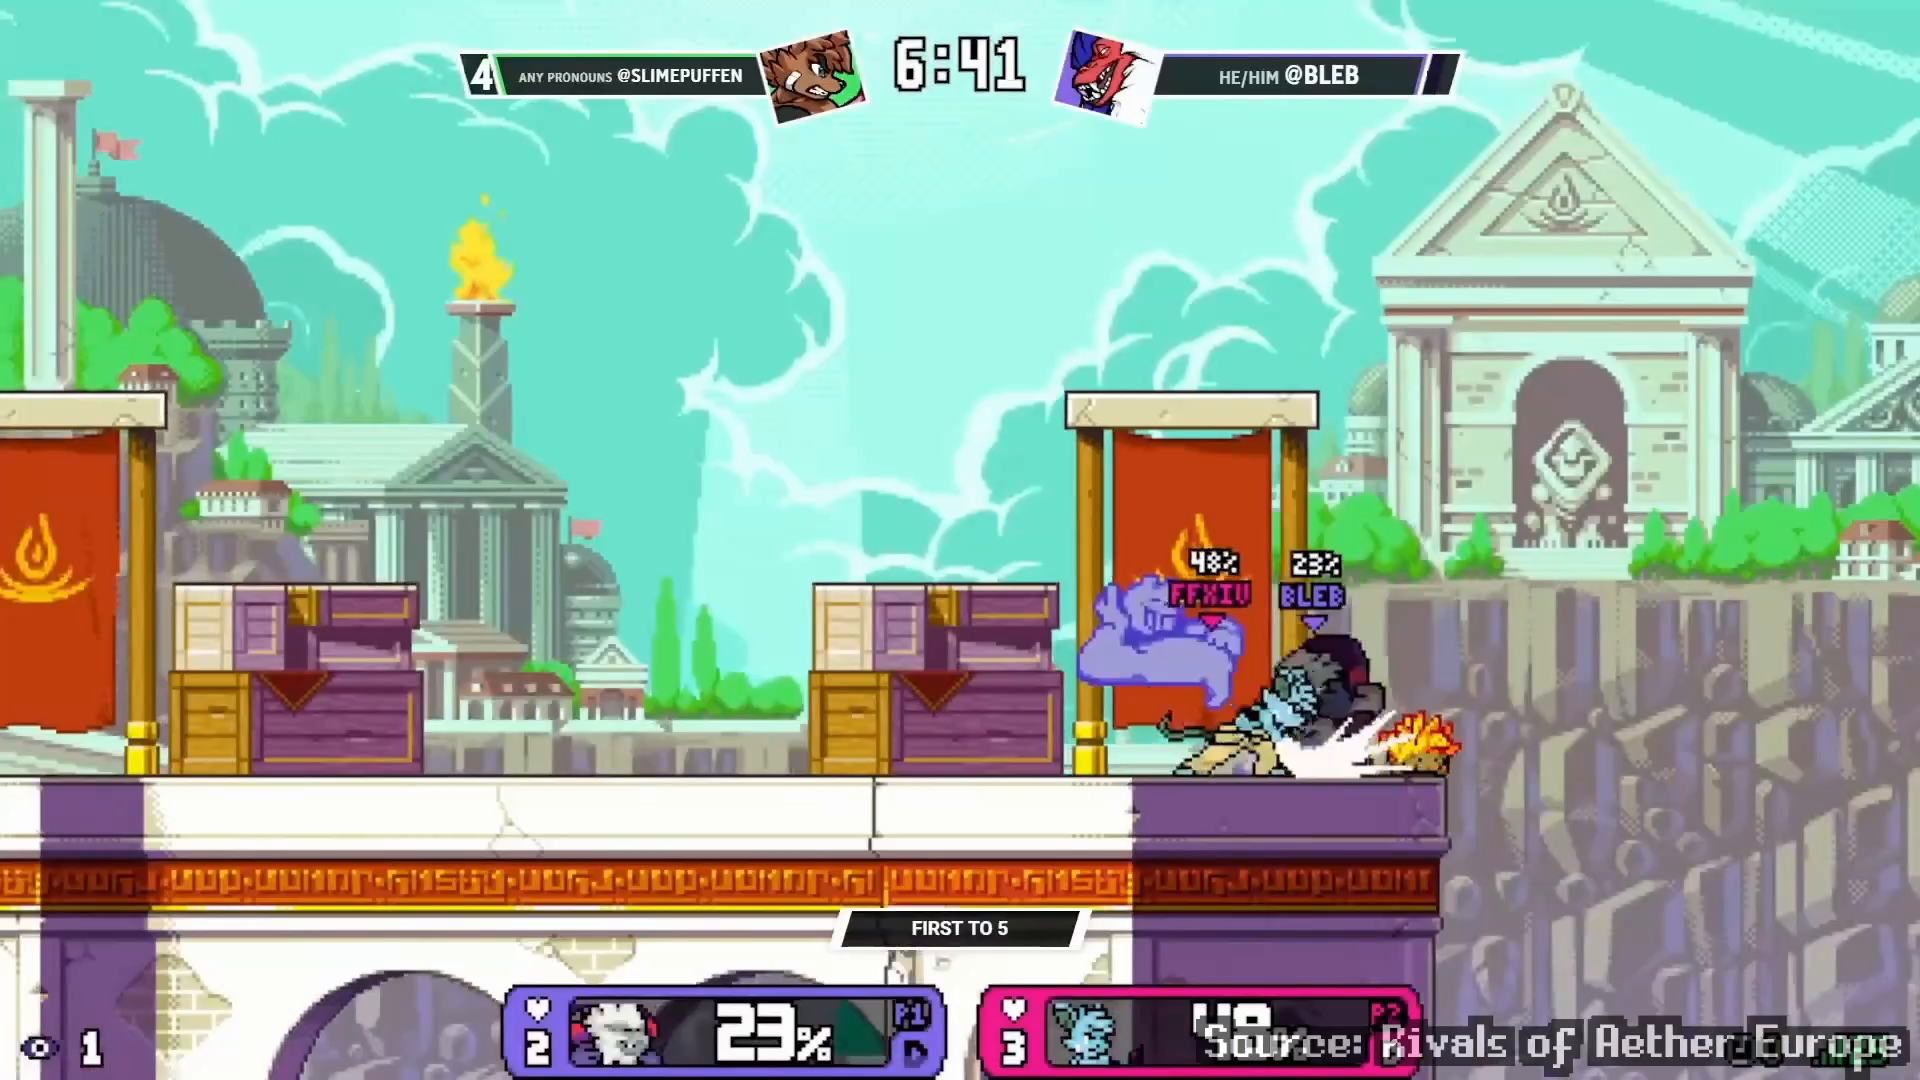 4 ANY PRONOUNS @SLIMEPUFFEN
6:41
HE/HIM @BLEB
48%
FFXIV
23%
BLEB
FIRST TO 5
2
23%
P1
D
3
48%
P2
1
Source: Rivals of Aether Europe